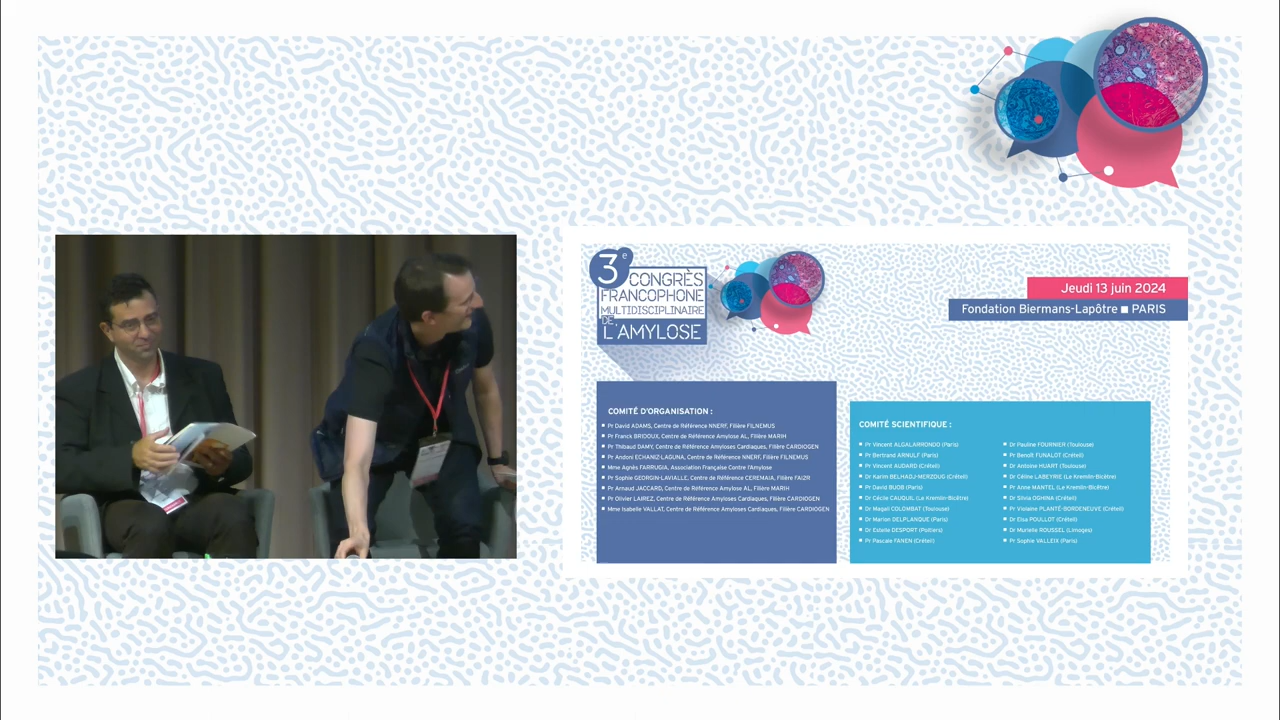 3e
CONGRÈS
FRANCOPHONE
MULTIDISCIPLINAIRE
DE
L'AMYLOSE
Jeudi 13 juin 2024
Fondation Biermans-Lapôtre ■ PARIS
COMITÉ D'ORGANISATION :
Pr David ADAMS, Centre de Référence NNERF, Filière FILNEMUS
Pr Franck BRIDOUX, Centre de Référence Amylose AL, Filière MARIH
Pr Thibaud DAMY, Centre de Référence Amyloses Cardiaques, Filière CARDIOGEN
Pr Andoni ECHANIZ-LAGUNA, Centre de Référence NNERF, Filière FILNEMUS
Mme Agnès FARRUGIA, Association Française Contre l'Amylose
Pr Sophie GEORGIN-LAVIALLE, Centre de Référence CEREMAIA, Filière FAI2R
Pr Arnaud JACCARD, Centre de Référence Amylose AL, Filière MARIH
Pr Olivier LAIREZ, Centre de Référence Amyloses Cardiaques, Filière CARDIOGEN
Mme Isabelle VALLAT, Centre de Référence Amyloses Cardiaques, Filière CARDIOGEN
COMITÉ SCIENTIFIQUE :
Pr Vincent ALGALARRONDO (Paris)
Pr Bertrand ARNULF (Paris)
Pr Vincent AUDARD (Créteil)
Dr Karim BELHADJ-MERZOUG (Créteil)
Pr David BUOB (Paris)
Dr Cécile CAUQUIL (Le Kremlin-Bicêtre)
Dr Magali COLOMBAT (Toulouse)
Dr Marion DELPLANQUE (Paris)
Dr Estelle DESPORT (Poitiers)
Pr Pascale FANEN (Créteil)
Dr Pauline FOURNIER (Toulouse)
Pr Benoît FUNALOT (Créteil)
Dr Antoine HUART (Toulouse)
Dr Céline LABEYRIE (Le Kremlin-Bicêtre)
Pr Anne MANTEL (Le Kremlin-Bicêtre)
Dr Silvia OGHINA (Créteil)
Pr Violaine PLANTÉ-BORDENEUVE (Créteil)
Dr Elsa POULLOT (Créteil)
Dr Murielle ROUSSEL (Limoges)
Pr Sophie VALLEIX (Paris)